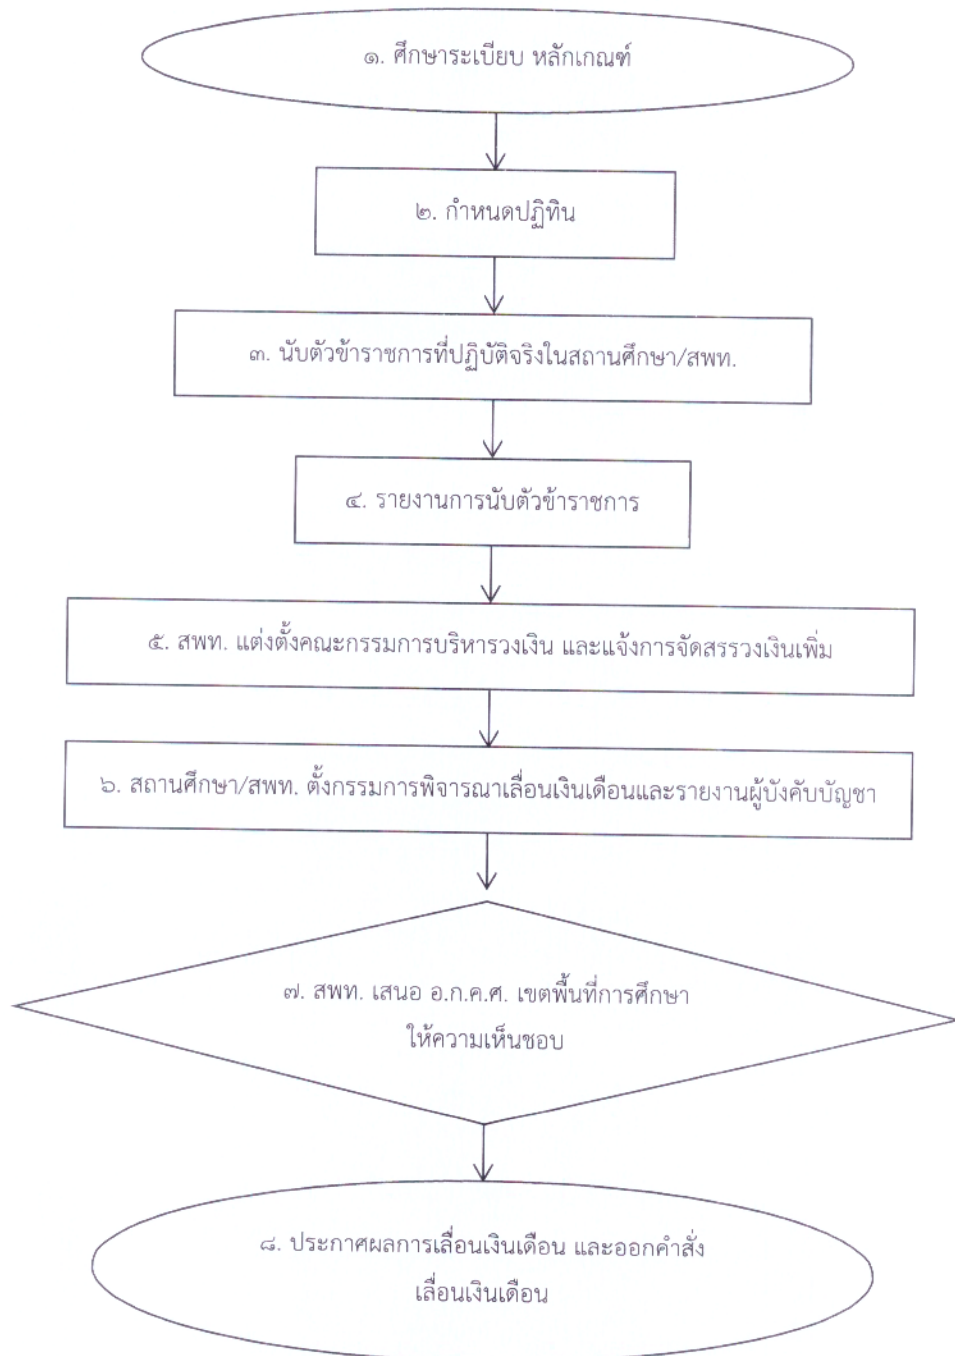 ๑. ศึกษาระเบียบ หลักเกณฑ์
๒. กำหนดปฏิทิน
๓. นับตัวข้าราชการที่ปฏิบัติจริงในสถานศึกษา/สพท.
๔. รายงานการนับตัวข้าราชการ
๕. สพท. แต่งตั้งคณะกรรมการบริหารวงเงิน และแจ้งการจัดสรรวงเงินเพิ่ม
๖. สถานศึกษา/สพท. ตั้งกรรมการพิจารณาเลื่อนเงินเดือนและรายงานผู้บังคับบัญชา
๗. สพท. เสนอ อ.ก.ค.ศ. เขตพื้นที่การศึกษา
ให้ความเห็นชอบ
๘. ประกาศผลการเลื่อนเงินเดือน และออกคำสั่ง
เลื่อนเงินเดือน